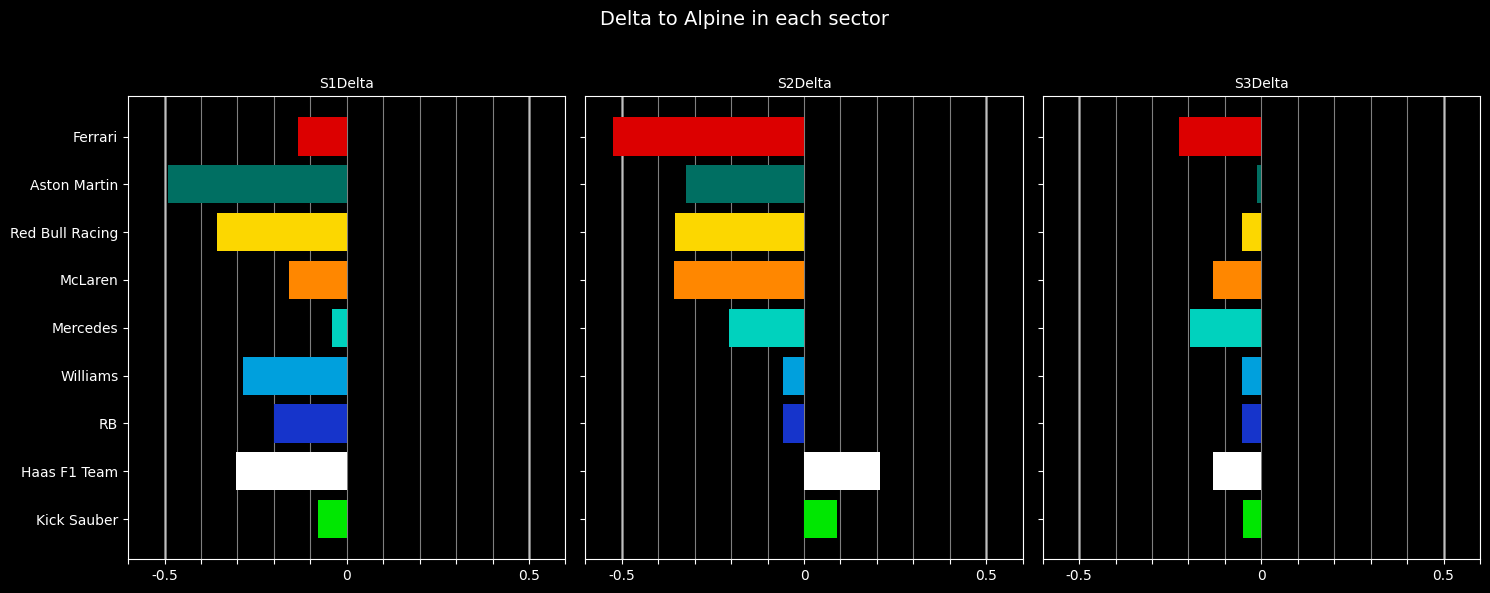 Delta to Alpine in each sector
S1Delta
S2Delta
S3Delta
Ferrari
Aston Martin
Red Bull Racing
McLaren
Mercedes
Williams
RB
Haas F1 Team
Kick Sauber
-0.5 0 0.5
-0.5 0 0.5
-0.5 0 0.5